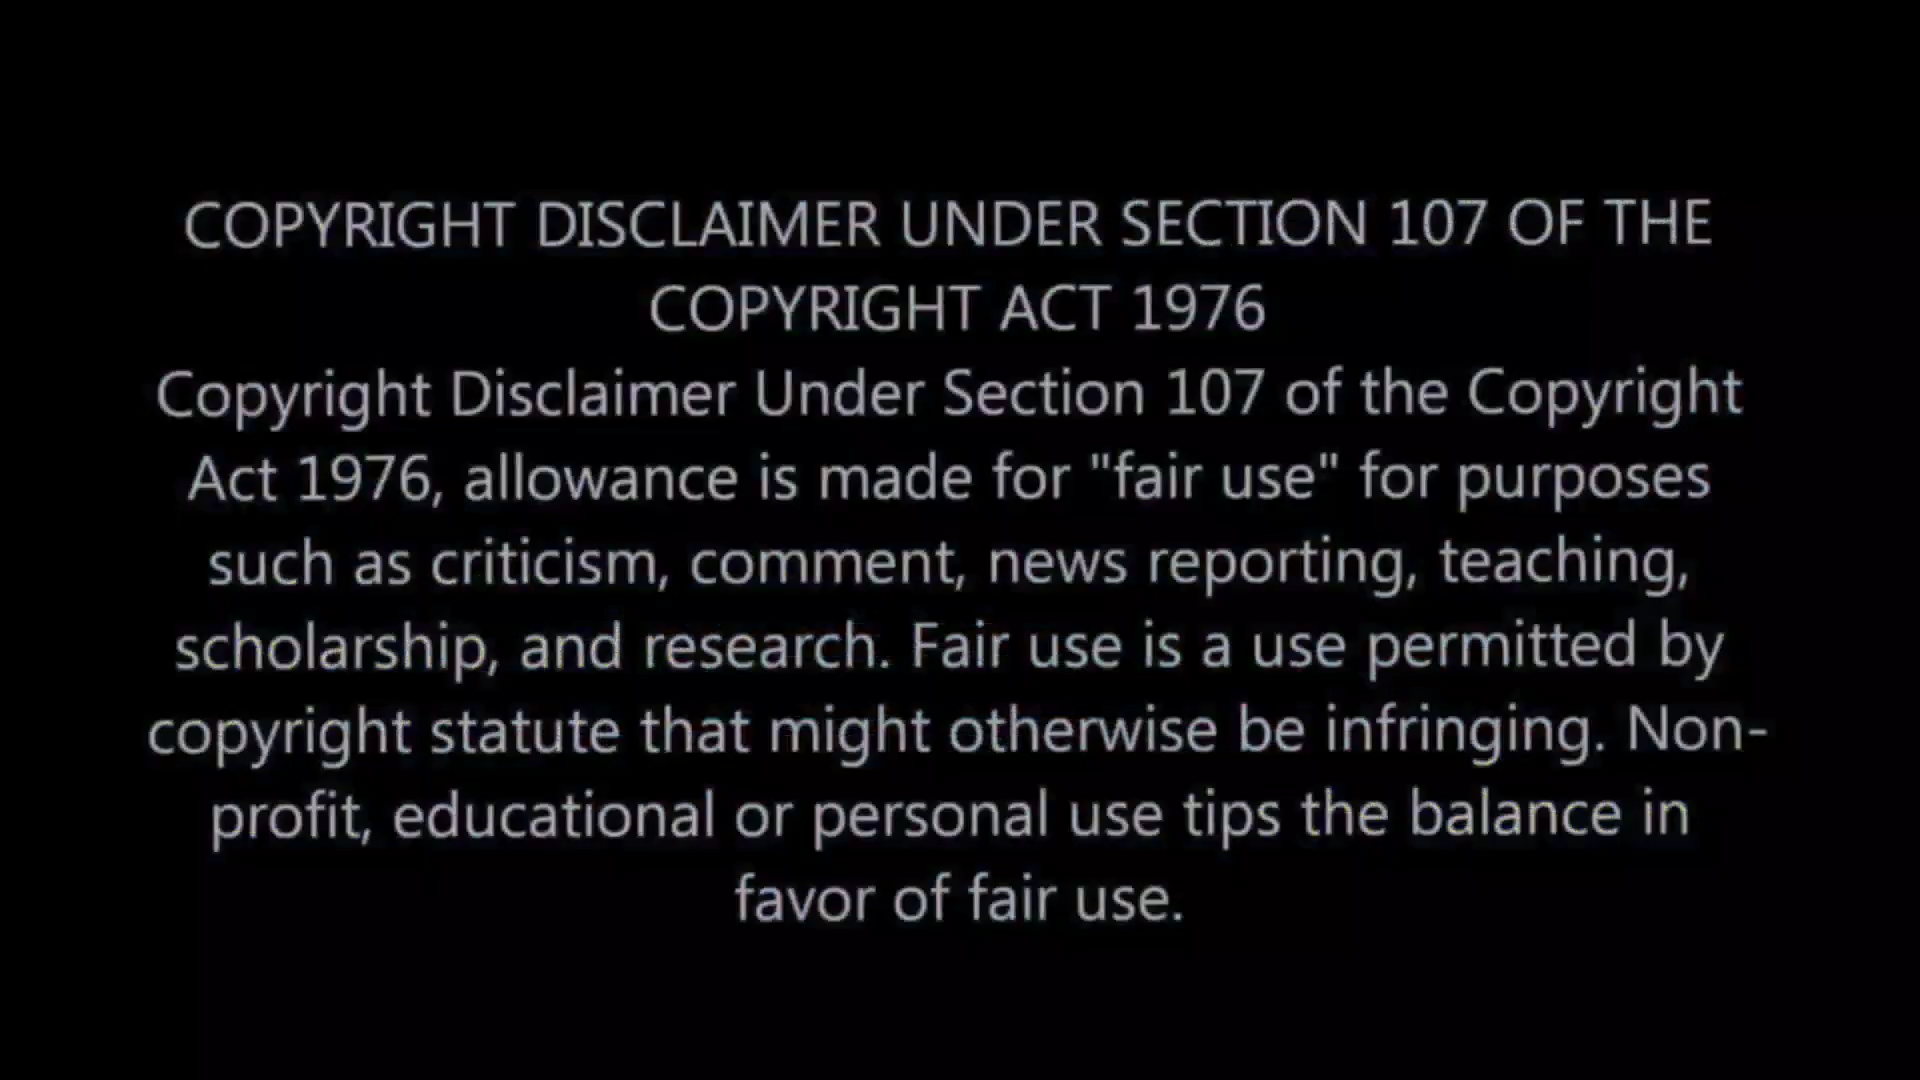 COPYRIGHT DISCLAIMER UNDER SECTION 107 OF THE
COPYRIGHT ACT 1976
Copyright Disclaimer Under Section 107 of the Copyright
Act 1976, allowance is made for "fair use" for purposes
such as criticism, comment, news reporting, teaching,
scholarship, and research. Fair use is a use permitted by
copyright statute that might otherwise be infringing. Non-
profit, educational or personal use tips the balance in
favor of fair use.